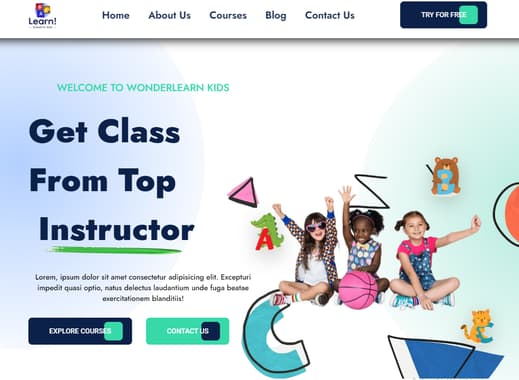 Learn!
Home
About Us
Courses
Blog
Contact Us
TRY FOR FREE
WELCOME TO WONDERLEARN KIDS
Get Class
From Top
Instructor
Lorem, ipsum dolor sit amet consectetur adipisicing elit. Excepturi
impedit quasi optio, natus delectus laudantium unde fuga beatae
exercitationem blanditiis!
EXPLORE COURSES
CONTACT US
A
B
C